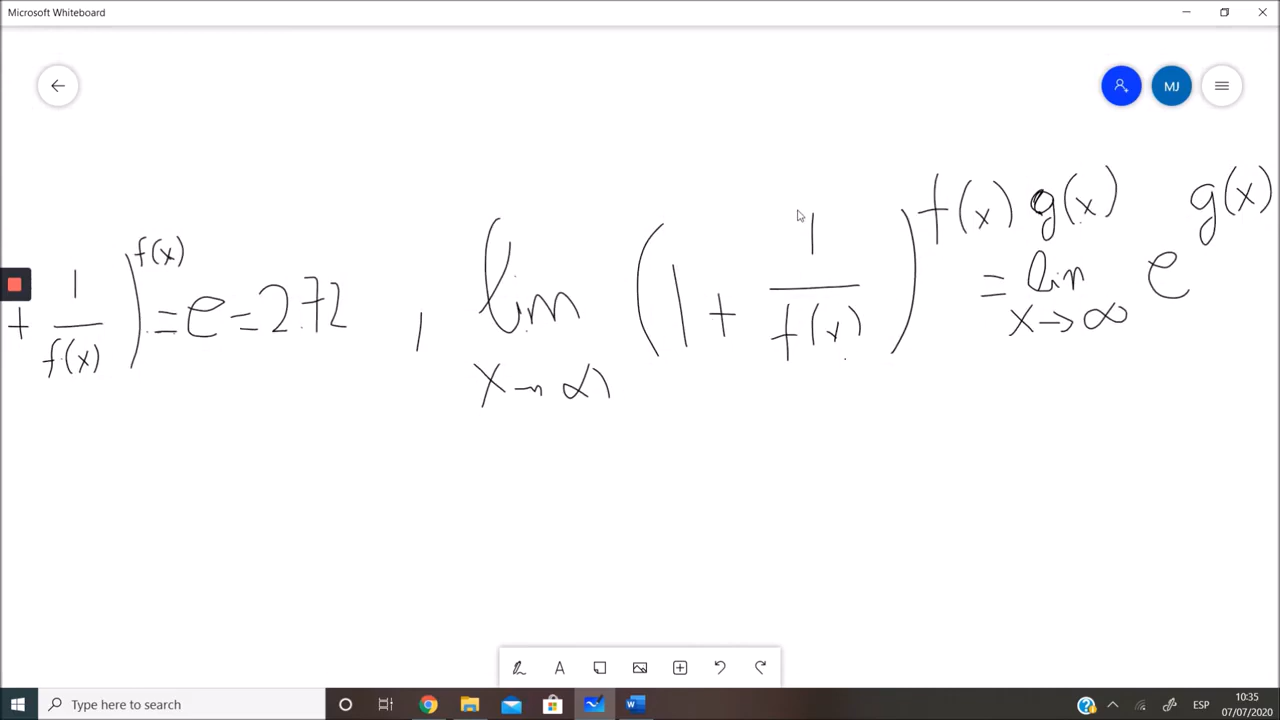 Microsoft Whiteboard
MJ
+ 1/f(x) )^f(x) = e = 2.72 , lim x→∞ (1 + 1/f(x))^f(x) g(x) = lim x→∞ e^g(x)
Type here to search
ESP
10:35
07/07/2020